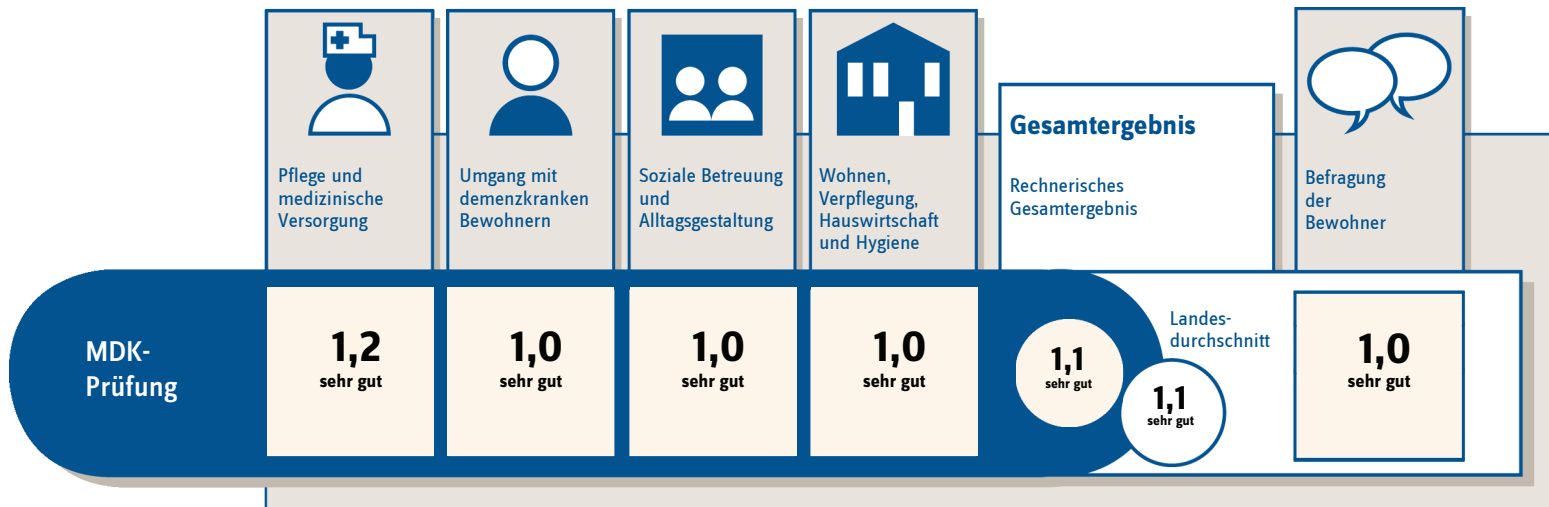 Pflege und
medizinische
Versorgung
Umgang mit
demenzkranken
Bewohnern
Soziale Betreuung
und
Alltagsgestaltung
Wohnen,
Verpflegung,
Hauswirtschaft
und Hygiene
Gesamtergebnis
Rechnerisches
Gesamtergebnis
Befragung
der
Bewohner
MDK-
Prüfung
1,2
sehr gut
1,0
sehr gut
1,0
sehr gut
1,0
sehr gut
1,1
sehr gut
Landes-
durchschnitt
1,1
sehr gut
1,0
sehr gut